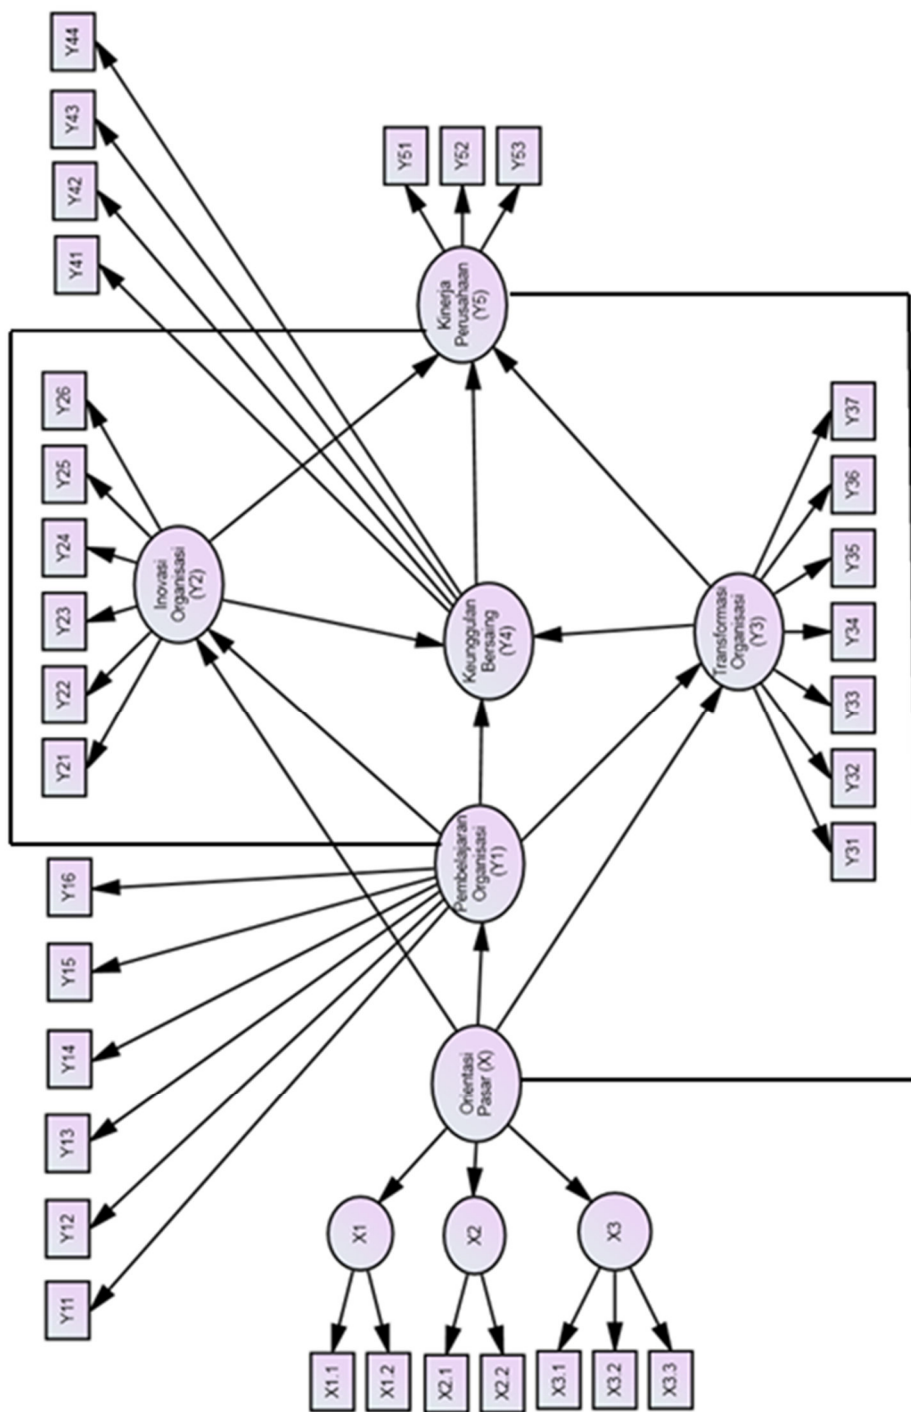 Y11
Y12
Y13
Y14
Y15
Y16
Y21
Y22
Y23
Y24
Y25
Y26
Y41
Y42
Y43
Y44
X1.1
X1.2
X2.1
X2.2
X3.1
X3.2
X3.3
X1
X2
X3
Orientasi
Pasar (X)
Pembelajaran
Organisasi
(Y1)
Inovasi
Organisasi
(Y2)
Keunggulan
Bersaing
(Y4)
Transformasi
Organisasi
(Y3)
Kinerja
Perusahaan
(Y5)
Y51
Y52
Y53
Y31
Y32
Y33
Y34
Y35
Y36
Y37